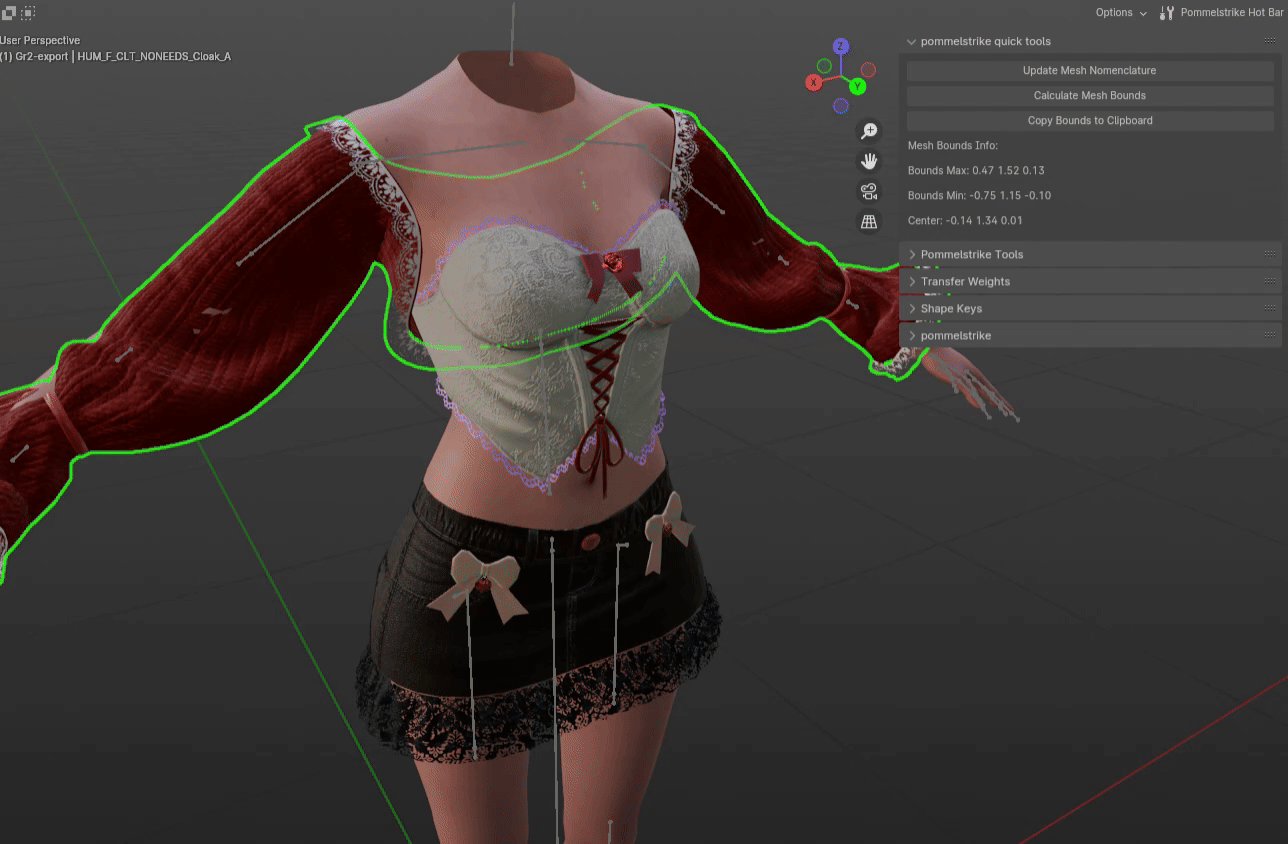 Options
Pommelstrike Hot Bar
User Perspective
(1) Gr2-export | HUM_F_CLT_NONEEDS_Cloak_A
Z
X
Y
pommelstrike quick tools
Update Mesh Nomenclature
Calculate Mesh Bounds
Copy Bounds to Clipboard
Mesh Bounds Info:
Bounds Max: 0.47 1.52 0.13
Bounds Min: -0.75 1.15 -0.10
Center: -0.14 1.34 0.01
Pommelstrike Tools
Transfer Weights
Shape Keys
pommelstrike